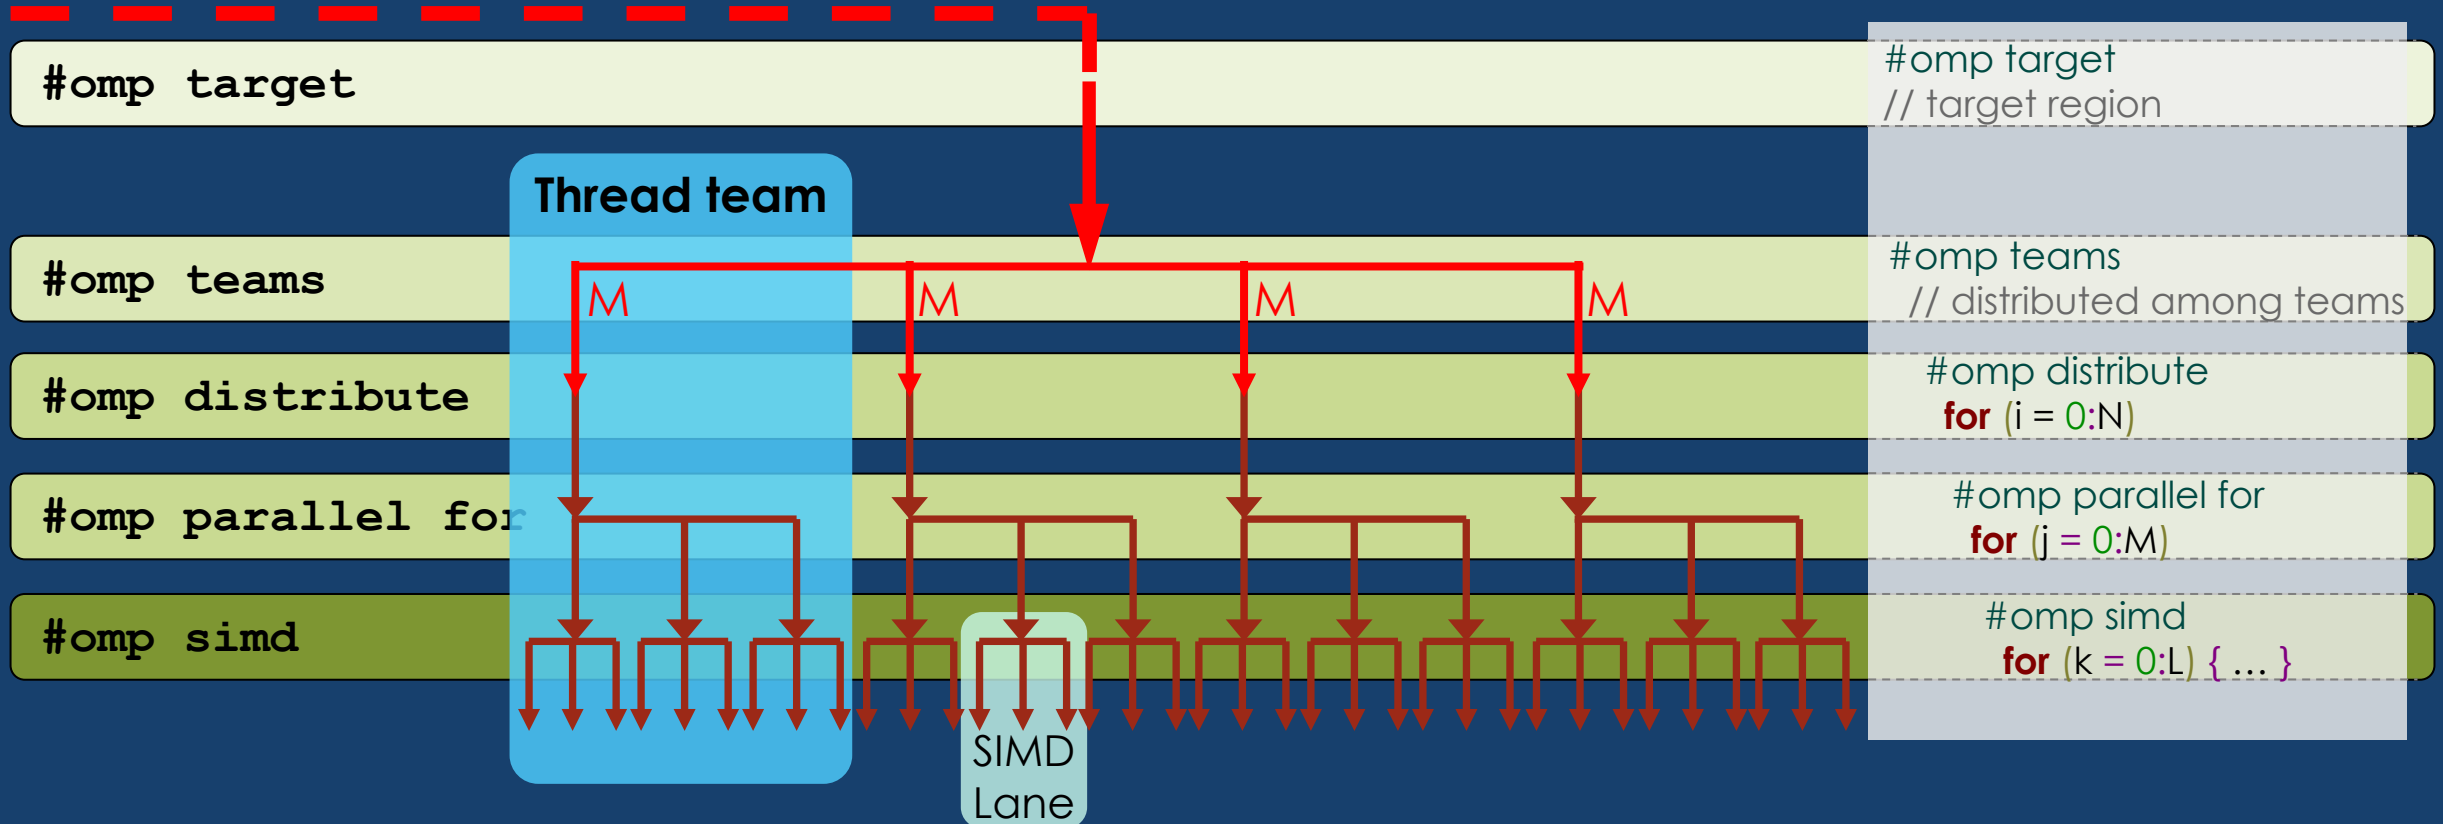 #omp target
Thread team
#omp teams
M M M M
#omp distribute
#omp parallel for
#omp simd
SIMD
Lane
#omp target
// target region
#omp teams
// distributed among teams
#omp distribute
for (i = 0:N)
#omp parallel for
for (j = 0:M)
#omp simd
for (k = 0:L) { ... }